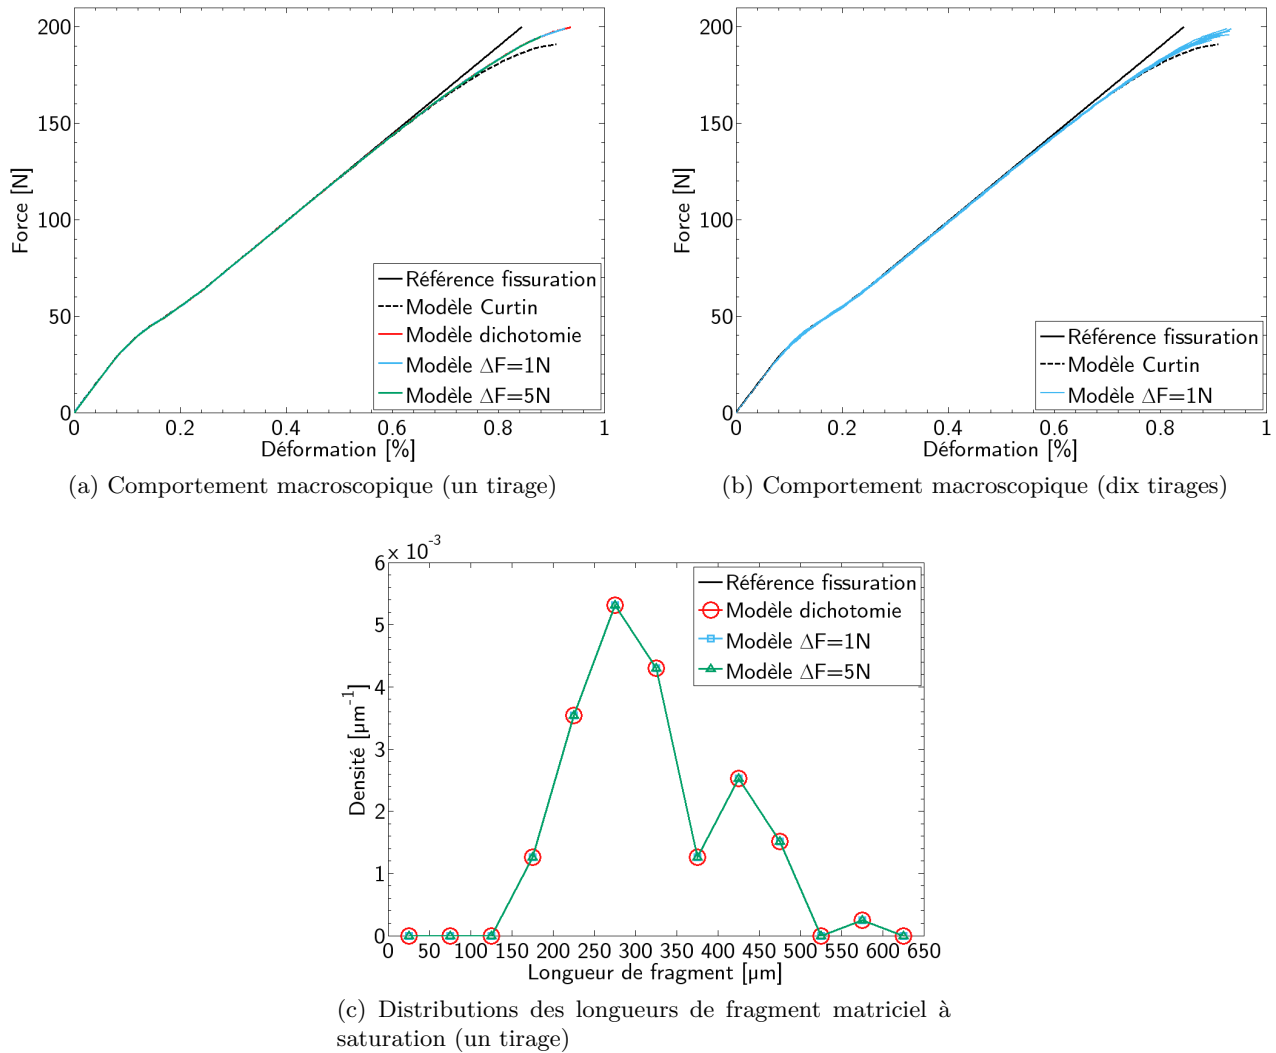 200
150
100
50
0
Force [N]
0
0.2
0.4
0.6
0.8
1
Déformation [%]
Référence fissuration
Modèle Curtin
Modèle dichotomie
Modèle ΔF=1N
Modèle ΔF=5N
(a) Comportement macroscopique (un tirage)
200
150
100
50
0
Force [N]
0
0.2
0.4
0.6
0.8
1
Déformation [%]
Référence fissuration
Modèle Curtin
Modèle ΔF=1N
(b) Comportement macroscopique (dix tirages)
6 × 10⁻³
5
4
3
2
1
0
Densité [µm⁻¹]
0 50 100 150 200 250 300 350 400 450 500 550 600 650
Longueur de fragment [µm]
Référence fissuration
Modèle dichotomie
Modèle ΔF=1N
Modèle ΔF=5N
(c) Distributions des longueurs de fragment matriciel à
saturation (un tirage)